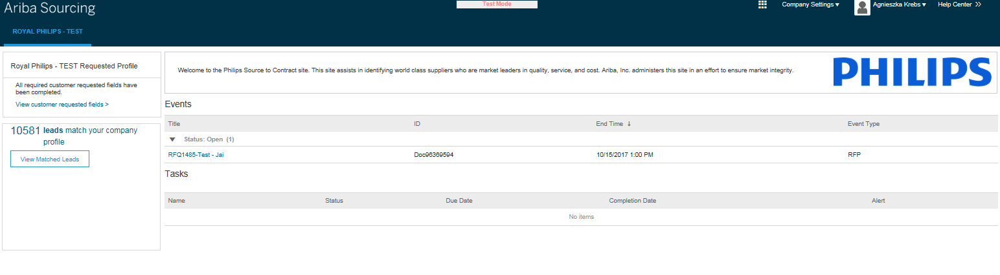 Ariba Sourcing
Test Mode
Company Settings
Agnieszka Krebs
Help Center
ROYAL PHILIPS - TEST
Royal Philips - TEST Requested Profile
All required customer requested fields have
been completed.
View customer requested fields >
10581 leads match your company
profile
View Matched Leads
Welcome to the Philips Source to Contract site. This site assists in identifying world class suppliers who are market leaders in quality, service, and cost. Ariba, Inc. administers this site in an effort to ensure market integrity.
PHILIPS
Events
Title ID End Time ↓ Event Type
Status: Open (1)
RFQ1485-Test - Jai Doc96369594 10/15/2017 1:00 PM RFP
Tasks
Name Status Due Date Completion Date Alert
No items